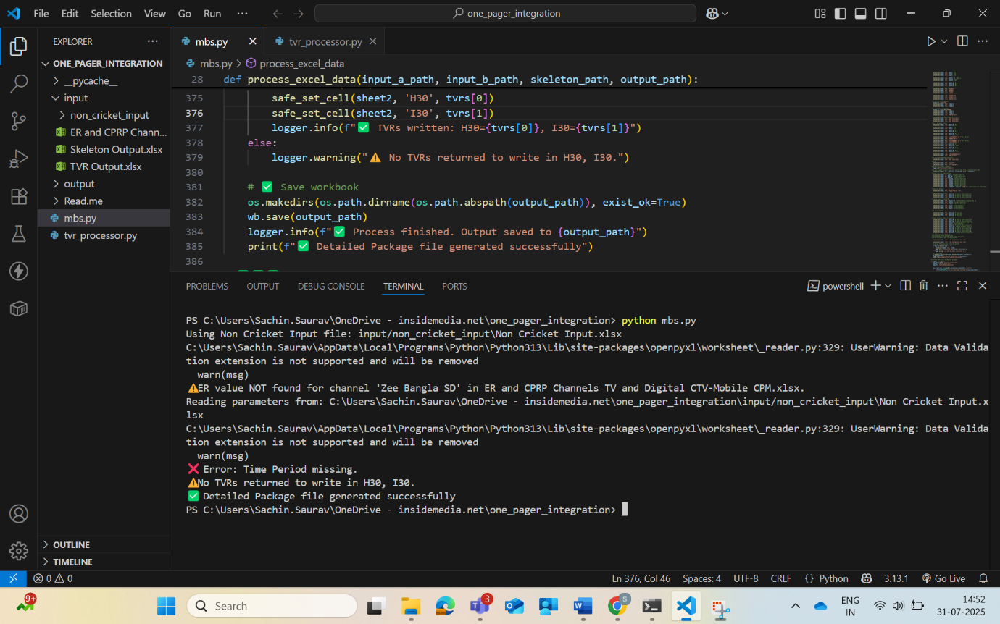 File Edit Selection View Go Run ··· one_pager_integration
EXPLORER ···
ONE_PAGER_INTEGRATION
__pycache__
input
non_cricket_input
ER and CPRP Chann...
Skeleton Output.xlsx
TVR Output.xlsx
output
Read.me
mbs.py
tvr_processor.py
OUTLINE
TIMELINE
mbs.py tvr_processor.py
mbs.py > process_excel_data
28 def process_excel_data(input_a_path, input_b_path, skeleton_path, output_path):
375 safe_set_cell(sheet2, 'H30', tvrs[0])
376 safe_set_cell(sheet2, 'I30', tvrs[1])
377 logger.info(f"✅ TVRs written: H30={tvrs[0]}, I30={tvrs[1]}")
378 else:
379 logger.warning("⚠️ No TVRs returned to write in H30, I30.")
380
381 # ✅ Save workbook
382 os.makedirs(os.path.dirname(os.path.abspath(output_path)), exist_ok=True)
383 wb.save(output_path)
384 logger.info(f"✅ Process finished. Output saved to {output_path}")
385 print(f"✅ Detailed Package file generated successfully")
386
PROBLEMS OUTPUT DEBUG CONSOLE TERMINAL PORTS powershell
PS C:\Users\Sachin.Saurav\OneDrive - insidemedia.net\one_pager_integration> python mbs.py
Using Non Cricket Input file: input/non_cricket_input\Non Cricket Input.xlsx
C:\Users\Sachin.Saurav\AppData\Local\Programs\Python\Python313\Lib\site-packages\openpyxl\worksheet\_reader.py:329: UserWarning: Data Valida
tion extension is not supported and will be removed
warn(msg)
⚠️ER value NOT found for channel 'Zee Bangla SD' in ER and CPRP Channels TV and Digital CTV-Mobile CPM.xlsx.
Reading parameters from: C:\Users\Sachin.Saurav\OneDrive - insidemedia.net\one_pager_integration\input/non_cricket_input\Non Cricket Input.x
lsx
C:\Users\Sachin.Saurav\AppData\Local\Programs\Python\Python313\Lib\site-packages\openpyxl\worksheet\_reader.py:329: UserWarning: Data Valida
tion extension is not supported and will be removed
warn(msg)
❌ Error: Time Period missing.
⚠️No TVRs returned to write in H30, I30.
✅ Detailed Package file generated successfully
PS C:\Users\Sachin.Saurav\OneDrive - insidemedia.net\one_pager_integration>
0 0 Ln 376, Col 46 Spaces: 4 UTF-8 CRLF {} Python 3.13.1 Go Live
9+ Search 3 S ENG 14:52
IN 31-07-2025